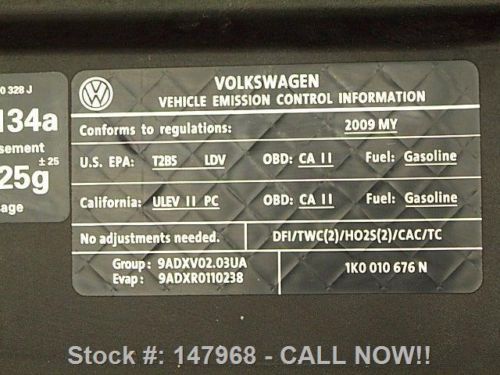 0 328 J
134a
sement
± 25
25g
age
VOLKSWAGEN
VEHICLE EMISSION CONTROL INFORMATION
Conforms to regulations: 2009 MY
U.S. EPA: T2B5 LDV OBD: CA II Fuel: Gasoline
California: ULEV II PC OBD: CA II Fuel: Gasoline
No adjustments needed. DFI/TWC(2)/HO2S(2)/CAC/TC
Group : 9ADXV02.03UA
Evap : 9ADXR0110238
1K0 010 676 N
Stock #: 147968 - CALL NOW!!